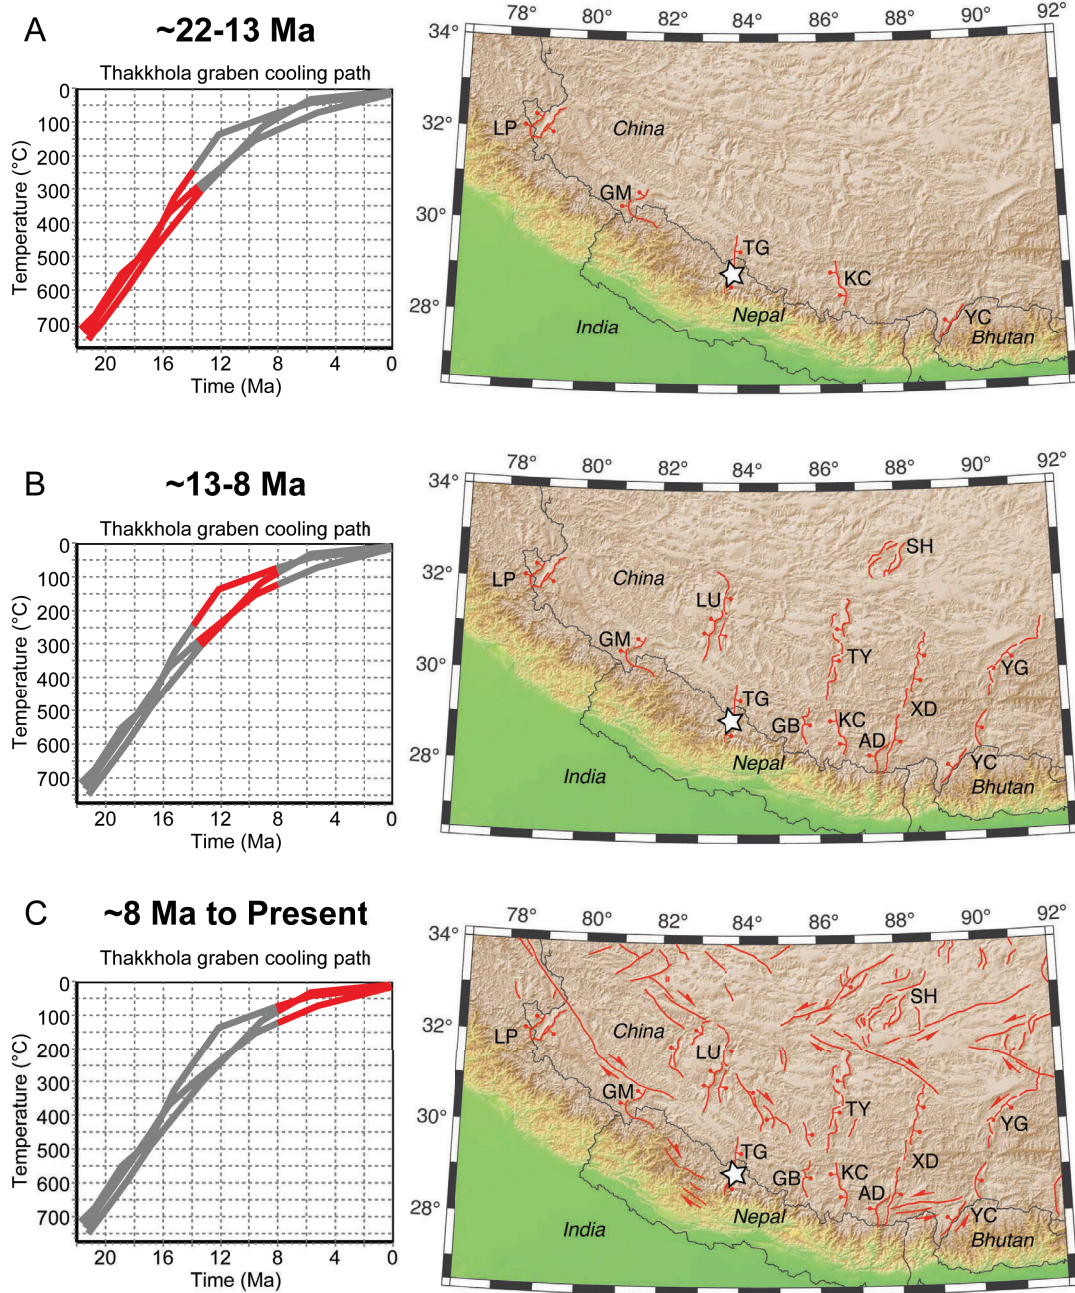 A
~22-13 Ma
Thakkhola graben cooling path
Temperature (°C)
0
100
200
300
400
500
600
700
20 16 12 8 4 0
Time (Ma)
78° 80° 82° 84° 86° 88° 90° 92°
34°
32°
30°
28°
LP
China
GM
TG
KC
YC
Nepal
India
Bhutan
B
~13-8 Ma
Thakkhola graben cooling path
Temperature (°C)
0
100
200
300
400
500
600
700
20 16 12 8 4 0
Time (Ma)
78° 80° 82° 84° 86° 88° 90° 92°
34°
32°
30°
28°
SH
LP
China
LU
GM
TY
YG
TG
GB
KC
AD
XD
YC
Nepal
India
Bhutan
C
~8 Ma to Present
Thakkhola graben cooling path
Temperature (°C)
0
100
200
300
400
500
600
700
20 16 12 8 4 0
Time (Ma)
78° 80° 82° 84° 86° 88° 90° 92°
34°
32°
30°
28°
SH
LP
China
LU
GM
TY
YG
TG
GB
KC
AD
XD
YC
Nepal
India
Bhutan